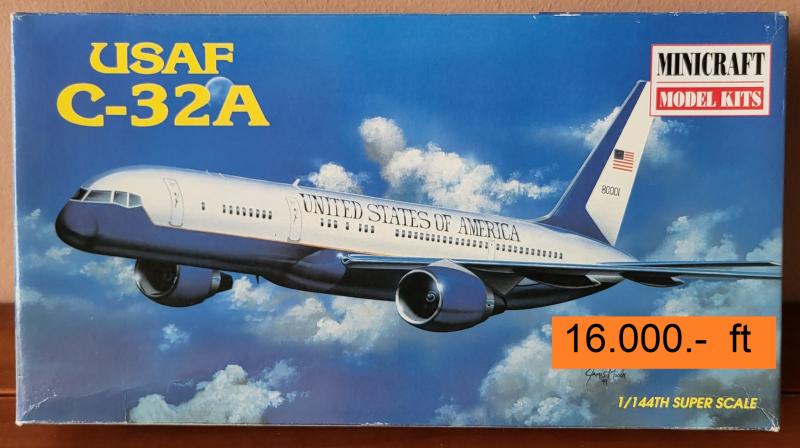 USAF
C-32A
MINICRAFT
MODEL KITS
80001
UNITED STATES OF AMERICA
16.000.- ft
1/144TH SUPER SCALE